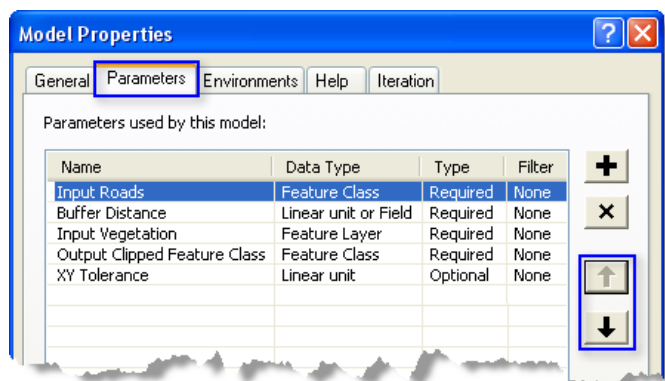 Model Properties
General Parameters Environments Help Iteration
Parameters used by this model:
Name Data Type Type Filter
Input Roads Feature Class Required None
Buffer Distance Linear unit or Field Required None
Input Vegetation Feature Layer Required None
Output Clipped Feature Class Feature Class Required None
XY Tolerance Linear unit Optional None